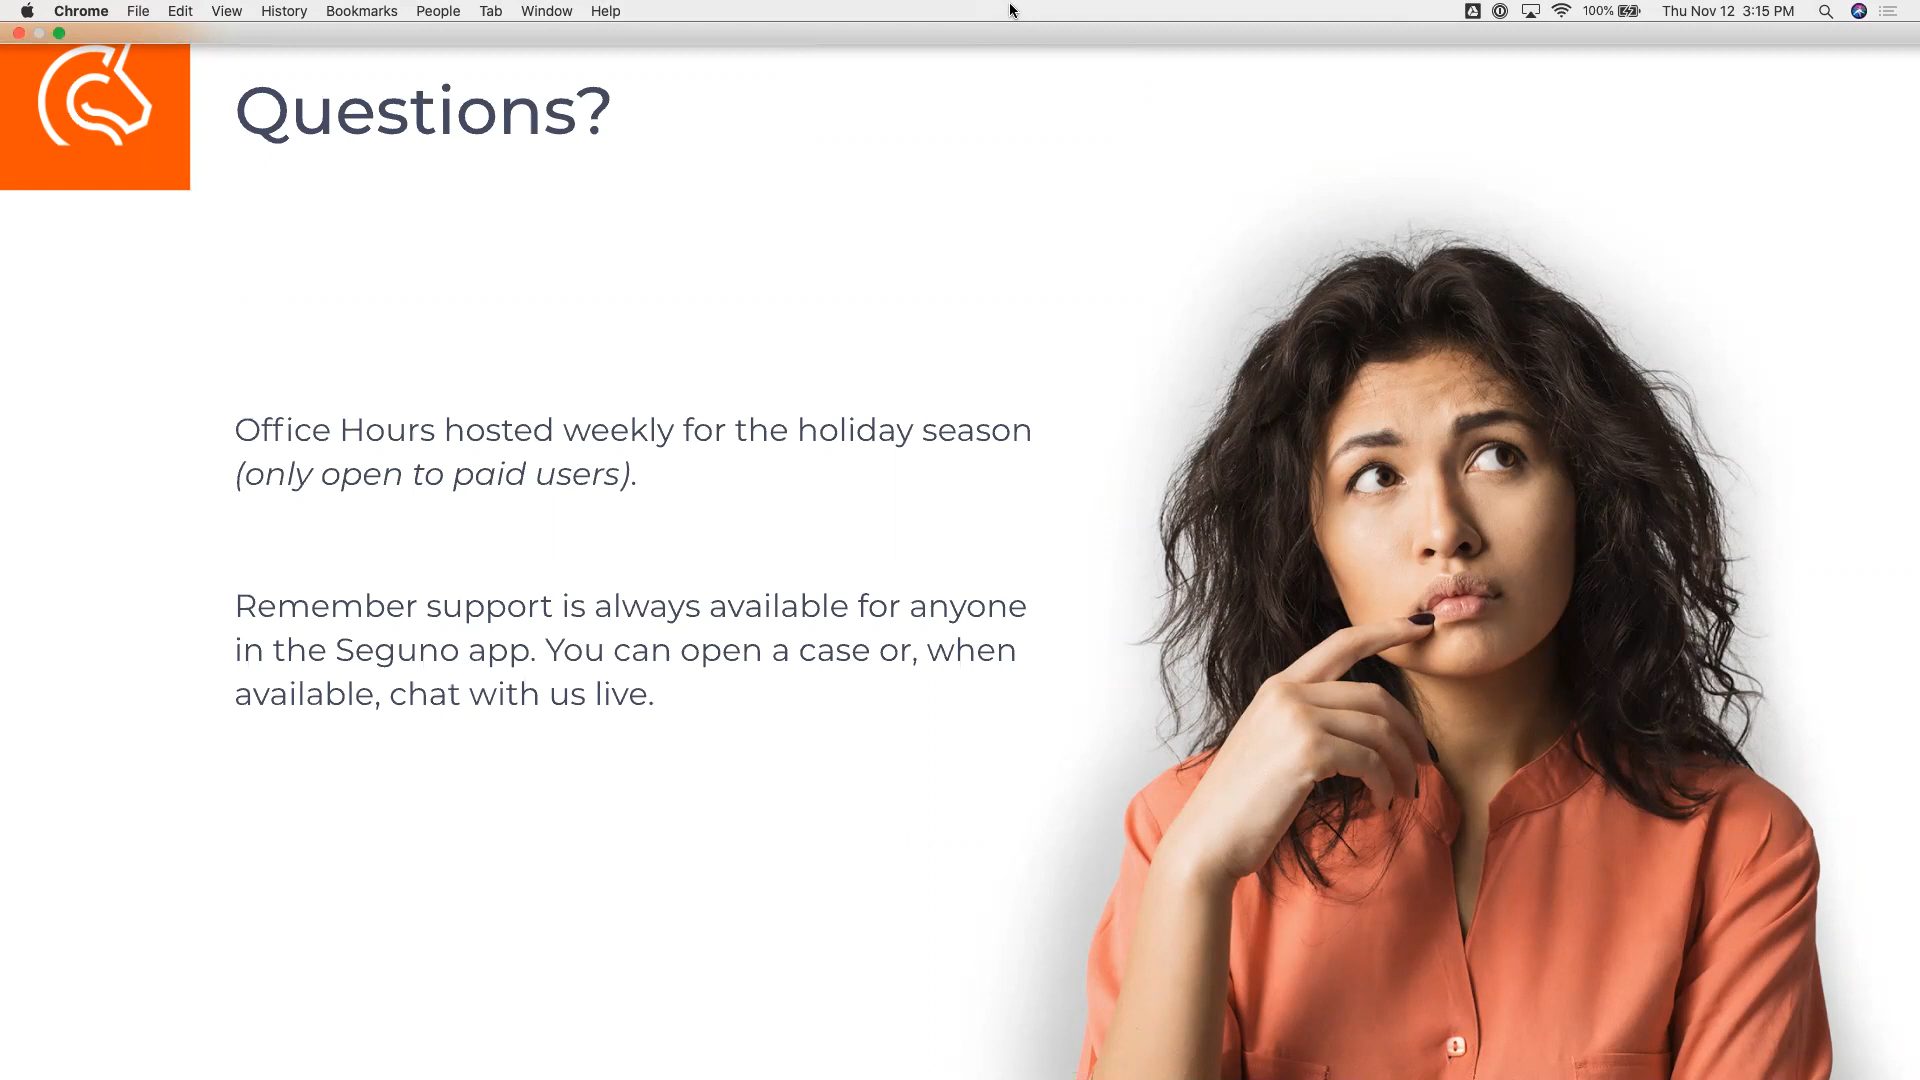 Chrome File Edit View History Bookmarks People Tab Window Help 100% Thu Nov 12 3:15 PM
Questions?
Office Hours hosted weekly for the holiday season
(only open to paid users).
Remember support is always available for anyone
in the Seguno app. You can open a case or, when
available, chat with us live.